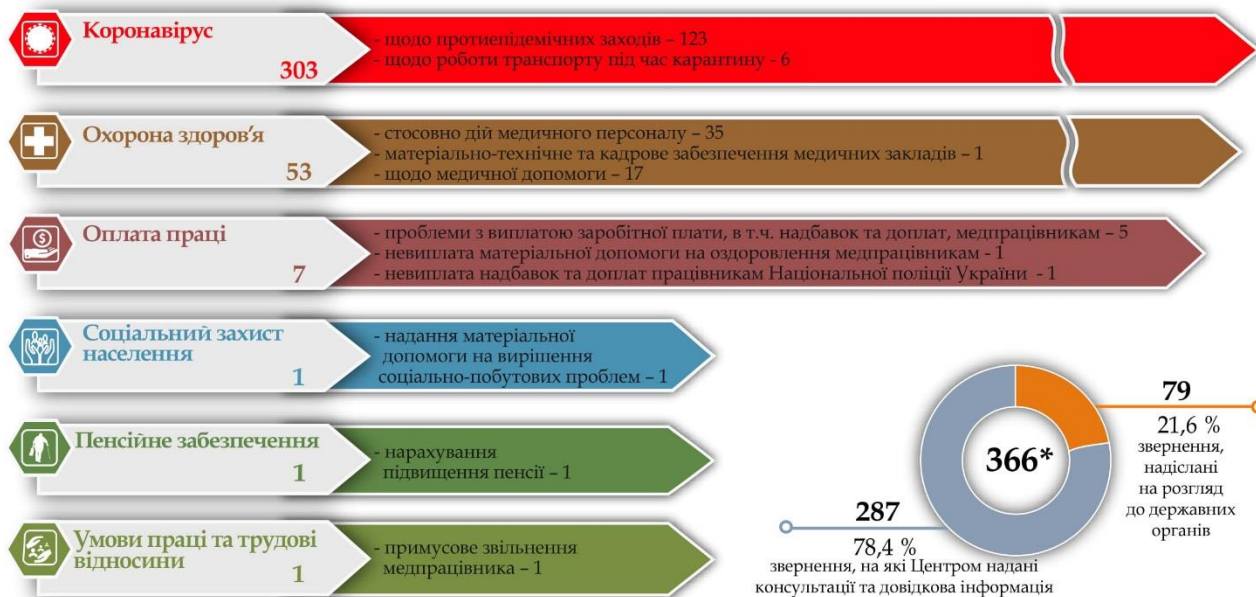 Коронавірус
303
- щодо протиепідемічних заходів – 123
- щодо роботи транспорту під час карантину - 6
Охорона здоров'я
53
- стосовно дій медичного персоналу – 35
- матеріально-технічне та кадрове забезпечення медичних закладів – 1
- щодо медичної допомоги – 17
Оплата праці
7
- проблеми з виплатою заробітної плати, в т.ч. надбавок та доплат, медпрацівникам – 5
- невиплата матеріальної допомоги на оздоровлення медпрацівникам - 1
- невиплата надбавок та доплат працівникам Національної поліції України - 1
Соціальний захист
населення
1
- надання матеріальної
допомоги на вирішення
соціально-побутових проблем – 1
Пенсійне забезпечення
1
- нарахування
підвищення пенсії – 1
Умови праці та трудові
відносини
1
- примусове звільнення
медпрацівника – 1
366*
79
21,6 %
звернення,
надіслані
на розгляд
до державних
органів
287
78,4 %
звернення, на які Центром надані
консультації та довідкова інформація